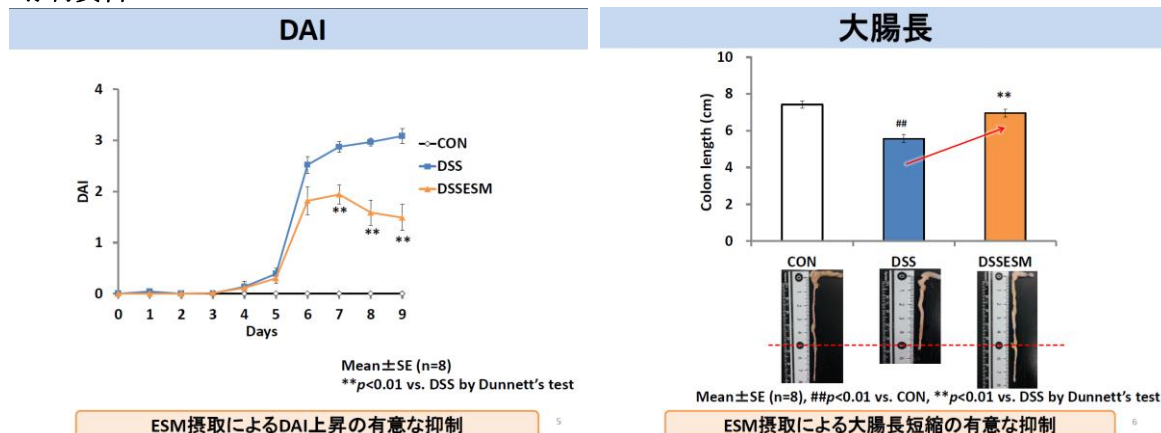 DAI
4
3
2
1
0
DAI
0 1 2 3 4 5 6 7 8 9
Days
CON
DSS
DSSESM
**
**
**
Mean±SE (n=8)
**p<0.01 vs. DSS by Dunnett's test
ESM摂取によるDAI上昇の有意な抑制
5
大腸長
10
8
6
4
2
0
Colon length (cm)
##
**
CON DSS DSSESM
Mean±SE (n=8), ##p<0.01 vs. CON, **p<0.01 vs. DSS by Dunnett's test
ESM摂取による大腸長短縮の有意な抑制
6